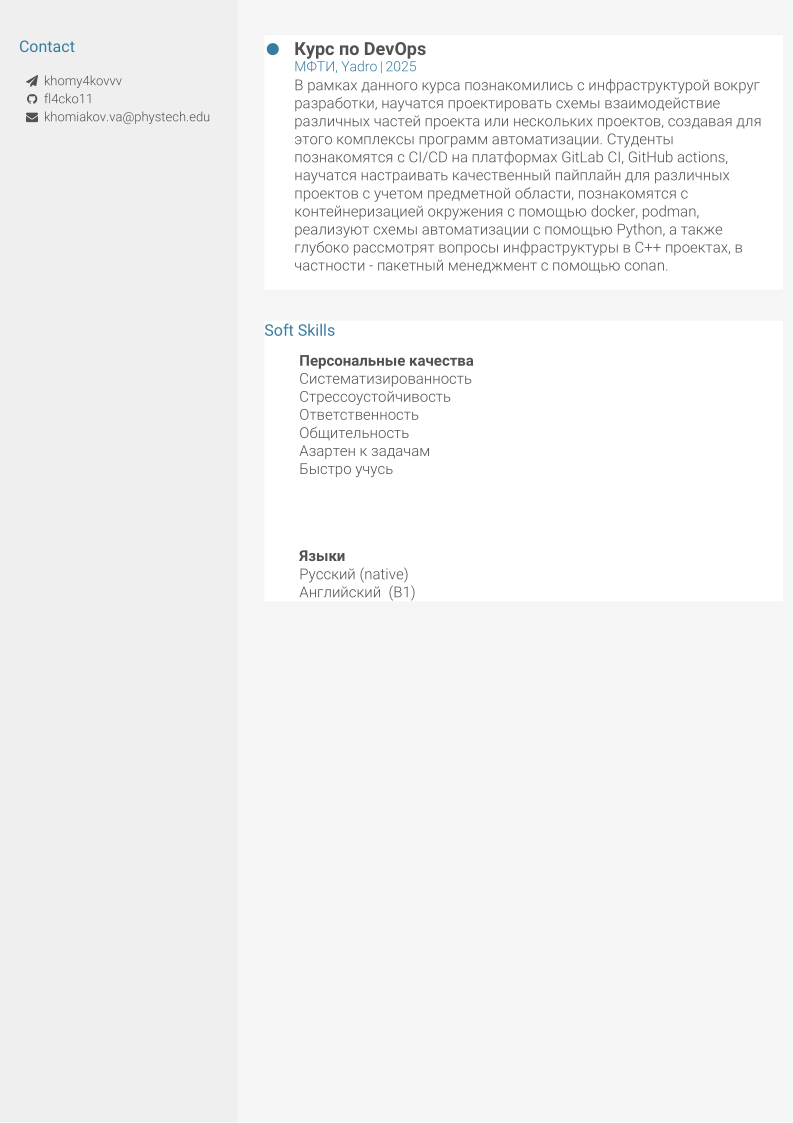 Contact
khomy4kovvv
fl4cko11
khomiakov.va@phystech.edu
Курс по DevOps
МФТИ, Yadro | 2025
В рамках данного курса познакомились с инфраструктурой вокруг
разработки, научатся проектировать схемы взаимодействие
различных частей проекта или нескольких проектов, создавая для
этого комплексы программ автоматизации. Студенты
познакомятся с CI/CD на платформах GitLab CI, GitHub actions,
научатся настраивать качественный пайплайн для различных
проектов с учетом предметной области, познакомятся с
контейнеризацией окружения с помощью docker, podman,
реализуют схемы автоматизации с помощью Python, а также
глубоко рассмотрят вопросы инфраструктуры в C++ проектах, в
частности - пакетный менеджмент с помощью conan.
Soft Skills
Персональные качества
Систематизированность
Стрессоустойчивость
Ответственность
Общительность
Азартен к задачам
Быстро учусь
Языки
Русский (native)
Английский  (B1)